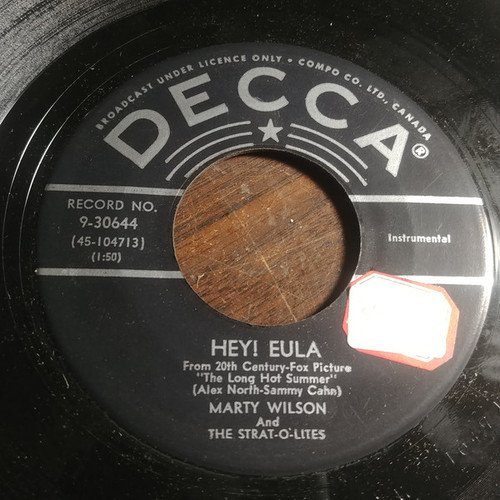 BROADCAST UNDER LICENCE ONLY • COMPO CO. LTD., CANADA
DECCA®
RECORD NO.
9-30644
(45-104713)
(1:50)
Instrumental
HEY! EULA
From 20th Century-Fox Picture
"The Long Hot Summer"
(Alex North-Sammy Cahn)
MARTY WILSON
And
THE STRAT-O-LITES